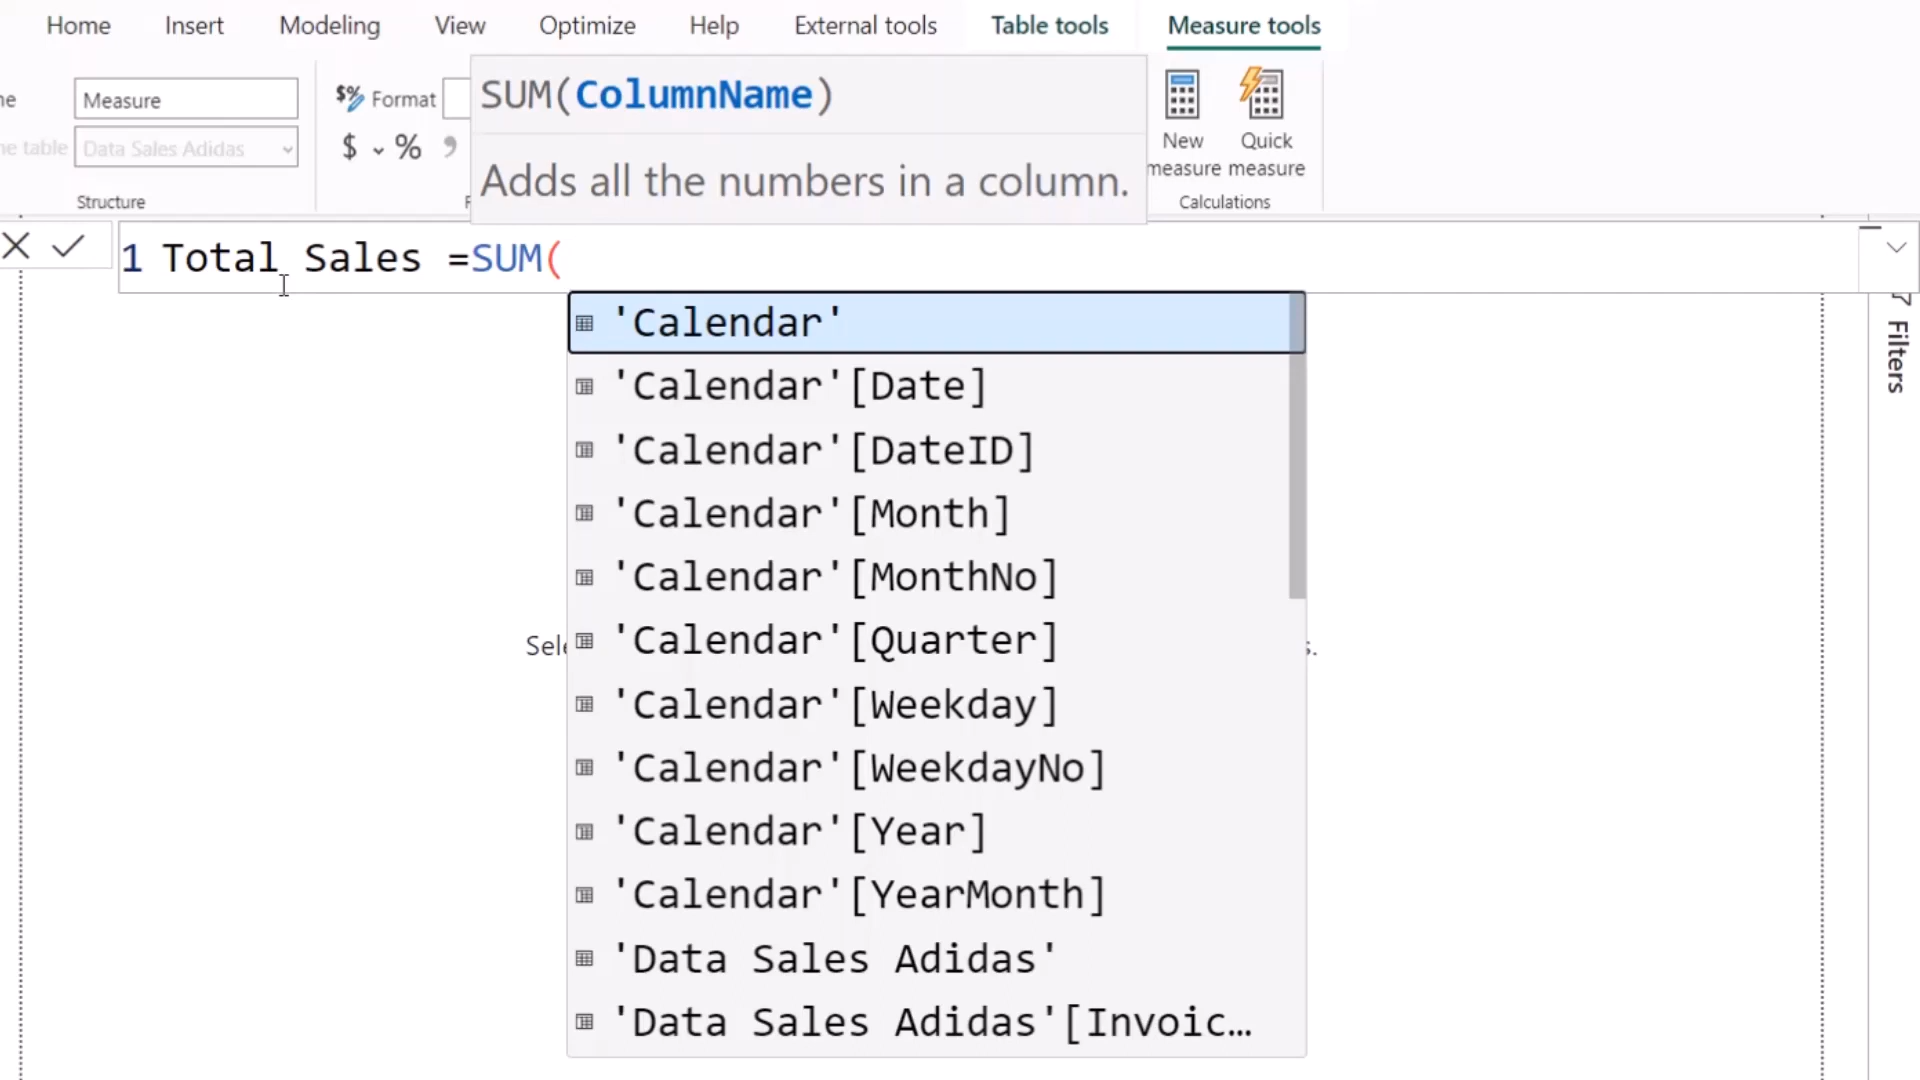 Home Insert Modeling View Optimize Help External tools Table tools Measure tools
SUM(ColumnName)
Adds all the numbers in a column.
Measure
$% Format
Data Sales Adidas
$ %
table
New measure
Quick measure
Structure
Calculations
1 Total Sales =SUM(
Filters
'Calendar'
'Calendar'[Date]
'Calendar'[DateID]
'Calendar'[Month]
'Calendar'[MonthNo]
'Calendar'[Quarter]
'Calendar'[Weekday]
'Calendar'[WeekdayNo]
'Calendar'[Year]
'Calendar'[YearMonth]
'Data Sales Adidas'
'Data Sales Adidas'[Invoic…